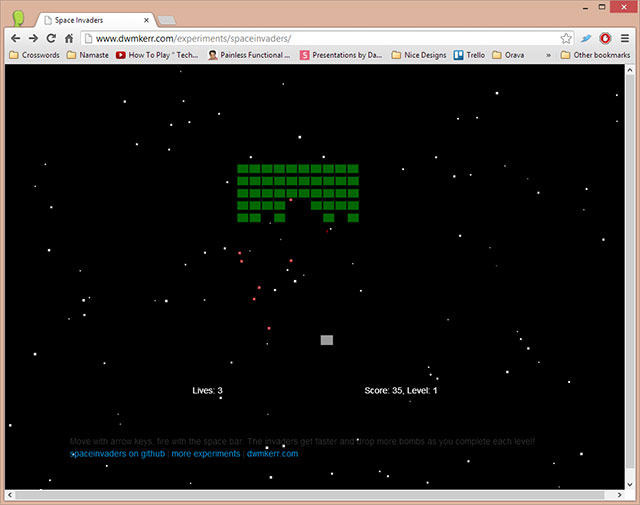 Space Invaders
www.dwmkerr.com/experiments/spaceinvaders/
Crosswords Namaste How To Play " Tech... Painless Functional ... Presentations by Da... Nice Designs Trello Orava » Other bookmarks
Lives: 3 Score: 35, Level: 1
Move with arrow keys, fire with the space bar. The invaders get faster and drop more bombs as you complete each level!
spaceinvaders on github | more experiments | dwmkerr.com